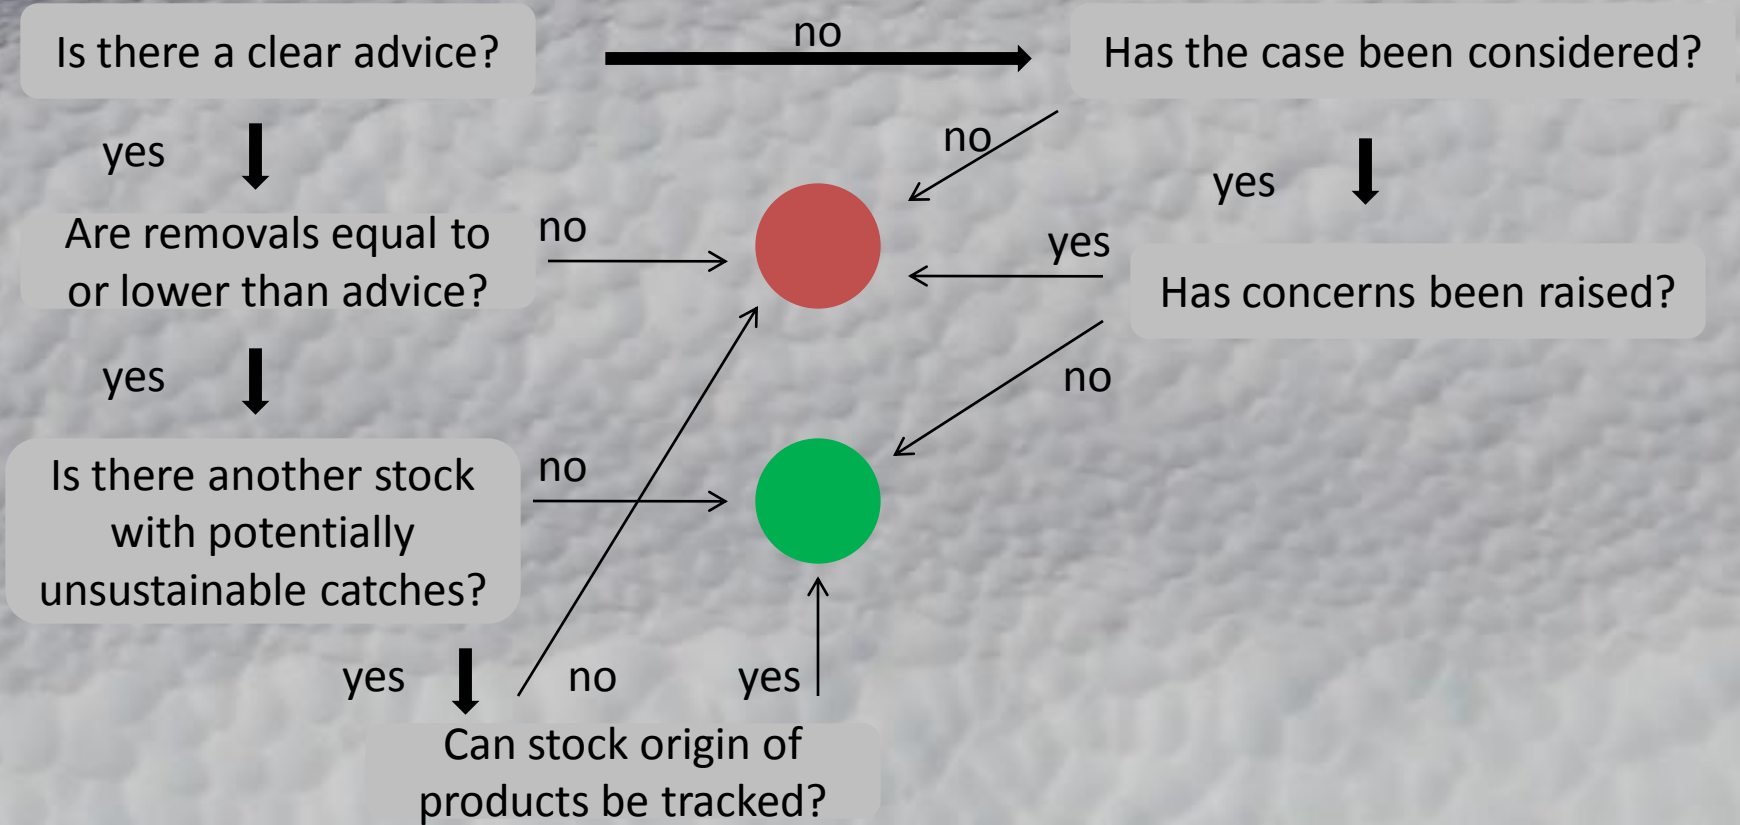 Is there a clear advice?
no
Has the case been considered?
yes
no
yes
Are removals equal to
or lower than advice?
no
yes
Has concerns been raised?
yes
no
Is there another stock
with potentially
unsustainable catches?
no
yes
no
yes
Can stock origin of
products be tracked?